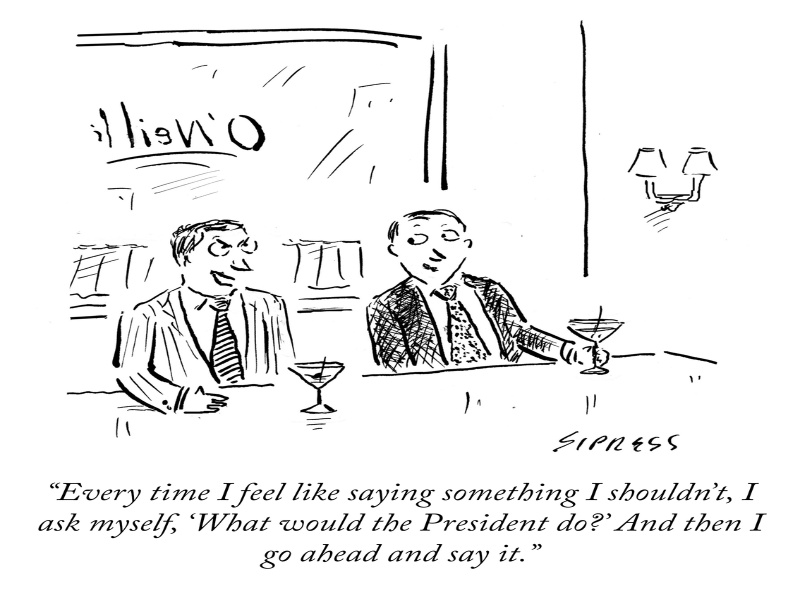 O'Neill's
SIPRESS
“Every time I feel like saying something I shouldn't, I
ask myself, ‘What would the President do?’ And then I
go ahead and say it.”